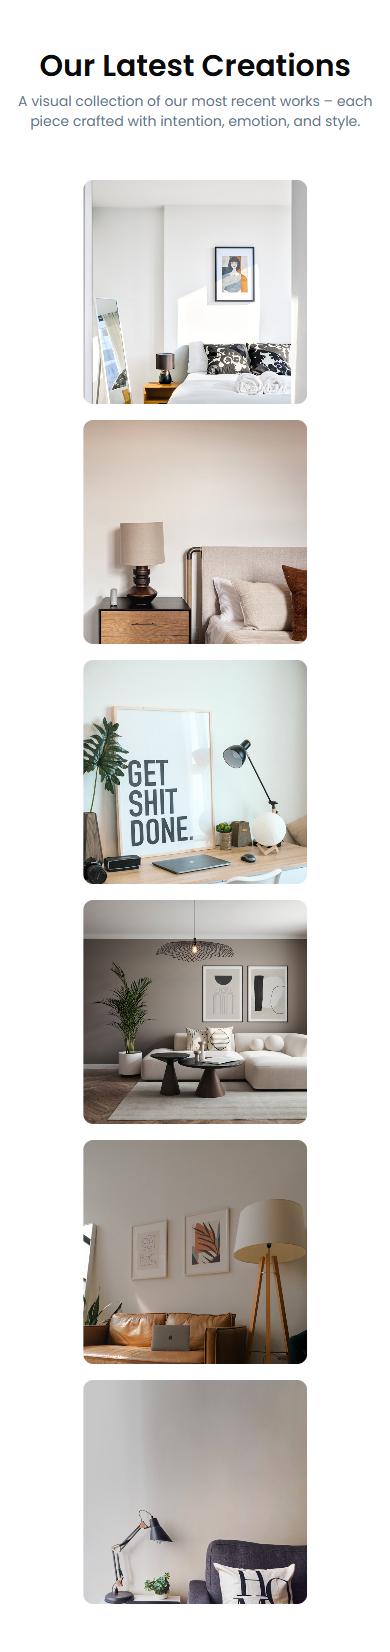 Our Latest Creations
A visual collection of our most recent works – each
piece crafted with intention, emotion, and style.
GET
SHIT
DONE.